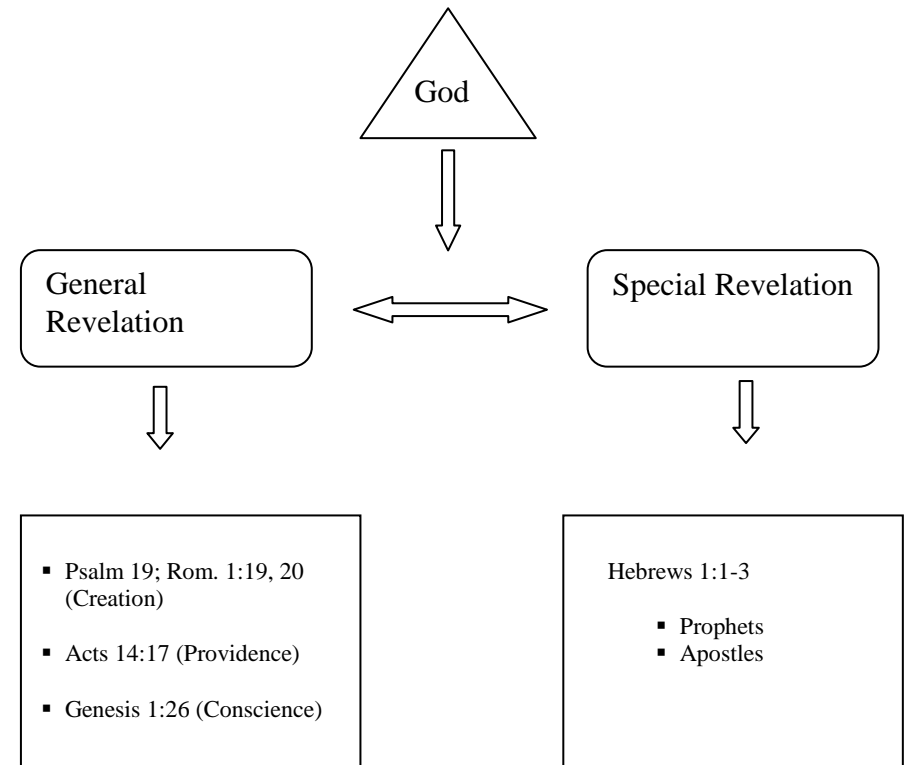 God
General
Revelation
Special Revelation
▪ Psalm 19; Rom. 1:19, 20
(Creation)
▪ Acts 14:17 (Providence)
▪ Genesis 1:26 (Conscience)
Hebrews 1:1-3
▪ Prophets
▪ Apostles